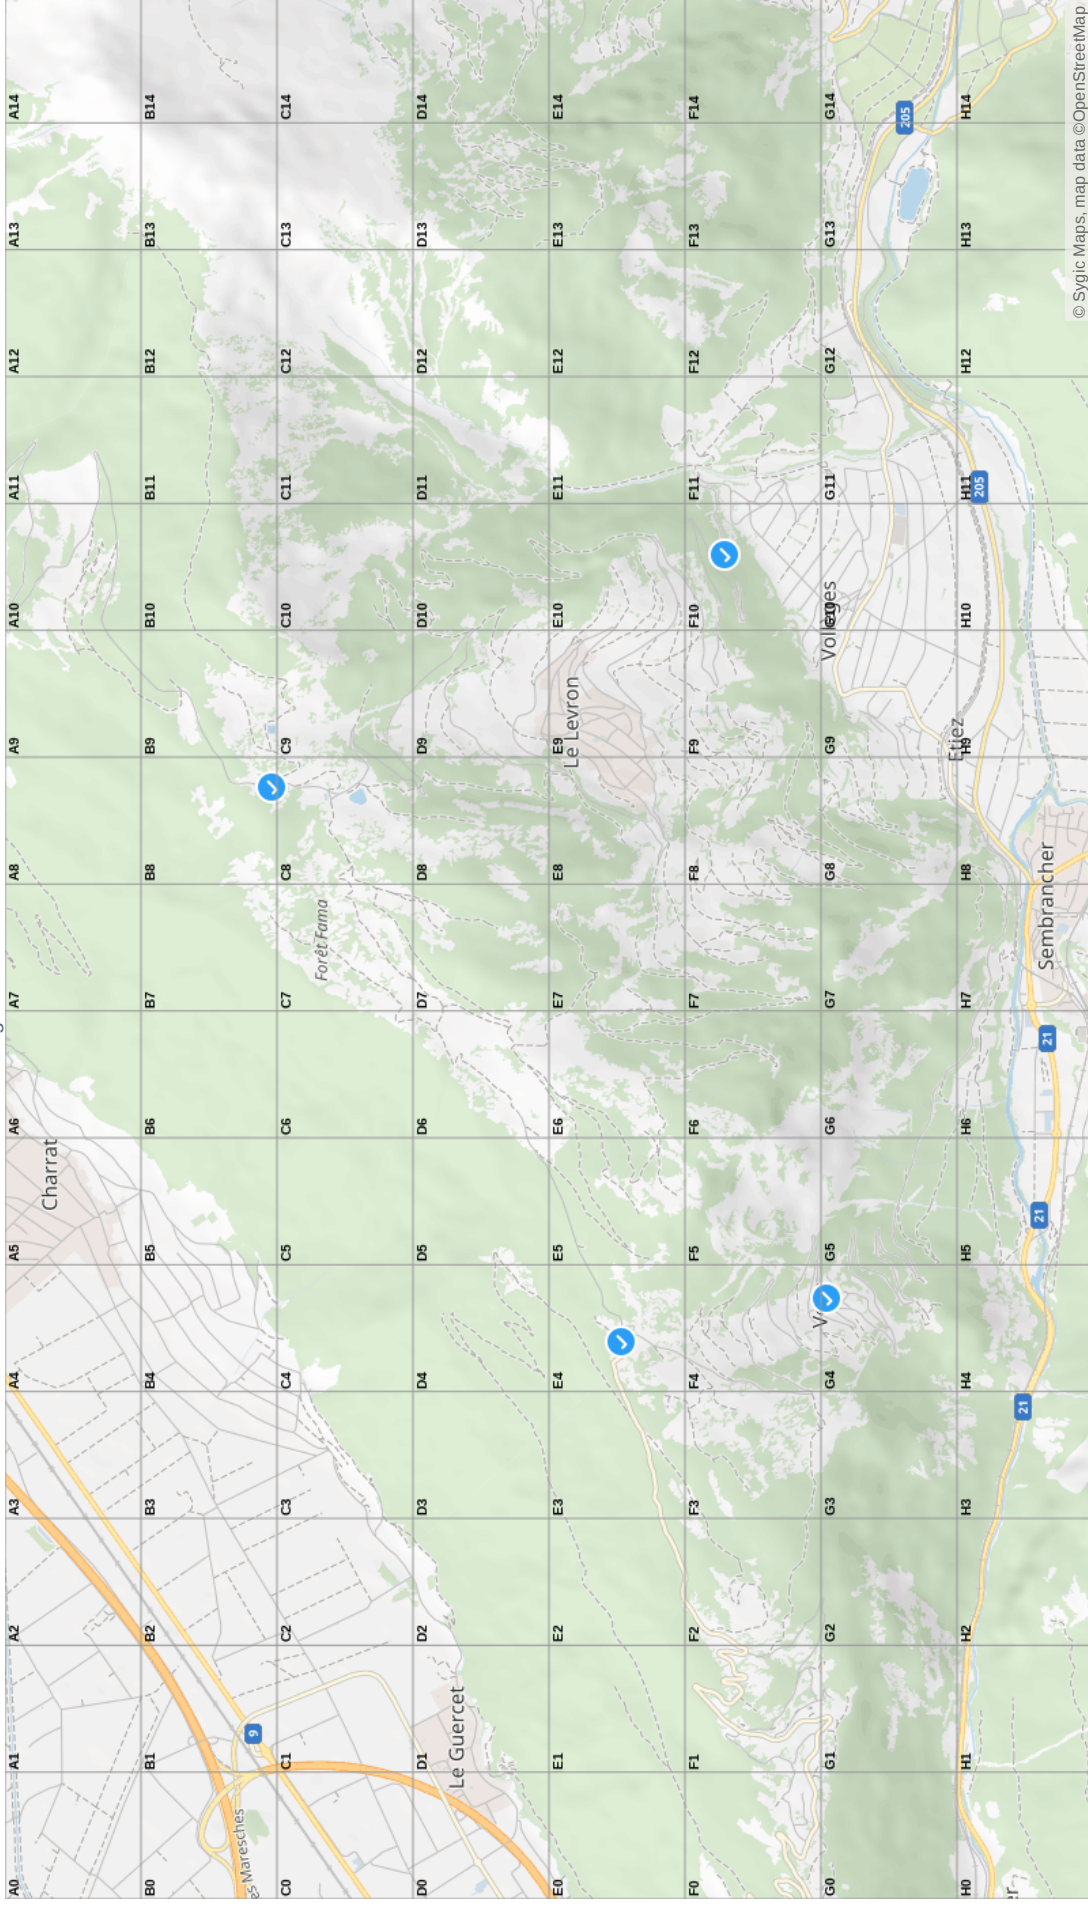 A0 A1 A2 A3 A4 A5 A6 A7 A8 A9 A10 A11 A12 A13 A14
Charrat
B0 B1 B2 B3 B4 B5 B6 B7 B8 B9 B10 B11 B12 B13 B14
es Maresches
9
C0 C1 C2 C3 C4 C5 C6 C7 C8 C9 C10 C11 C12 C13 C14
Forêt Fama
D0 D1 D2 D3 D4 D5 D6 D7 D8 D9 D10 D11 D12 D13 D14
Le Guercet
E0 E1 E2 E3 E4 E5 E6 E7 E8 E9 E10 E11 E12 E13 E14
Le Levron
F0 F1 F2 F3 F4 F5 F6 F7 F8 F9 F10 F11 F12 F13 F14
G0 G1 G2 G3 G4 G5 G6 G7 G8 G9 G10 G11 G12 G13 G14
Vollèges
205
H0 H1 H2 H3 H4 H5 H6 H7 H8 H9 H10 H11 H12 H13 H14
Etiez
205
21
21
21
Sembrancher
© Sygic Maps, map data ©OpenStreetMap